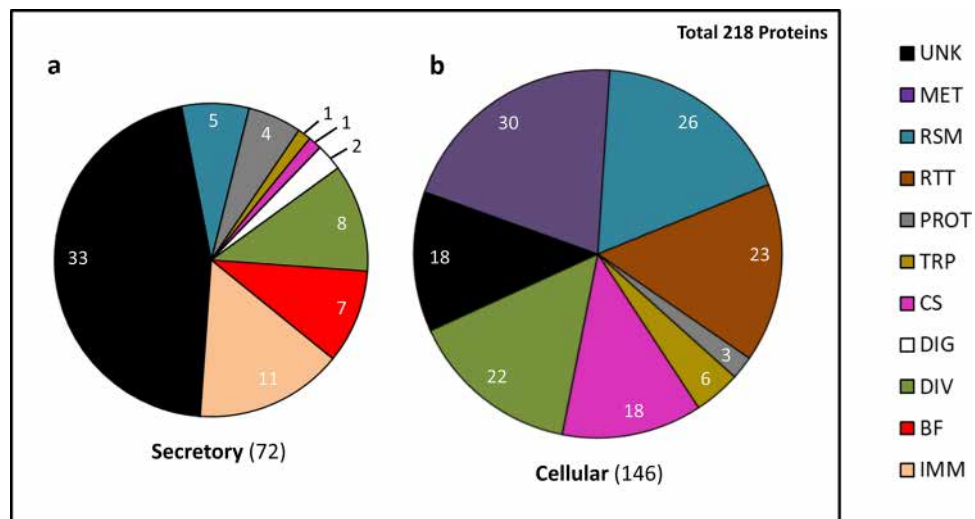 Total 218 Proteins
a
5
4
1
1
2
8
7
11
33
Secretory (72)
b
30
26
23
3
6
18
22
18
Cellular (146)
UNK
MET
RSM
RTT
PROT
TRP
CS
DIG
DIV
BF
IMM